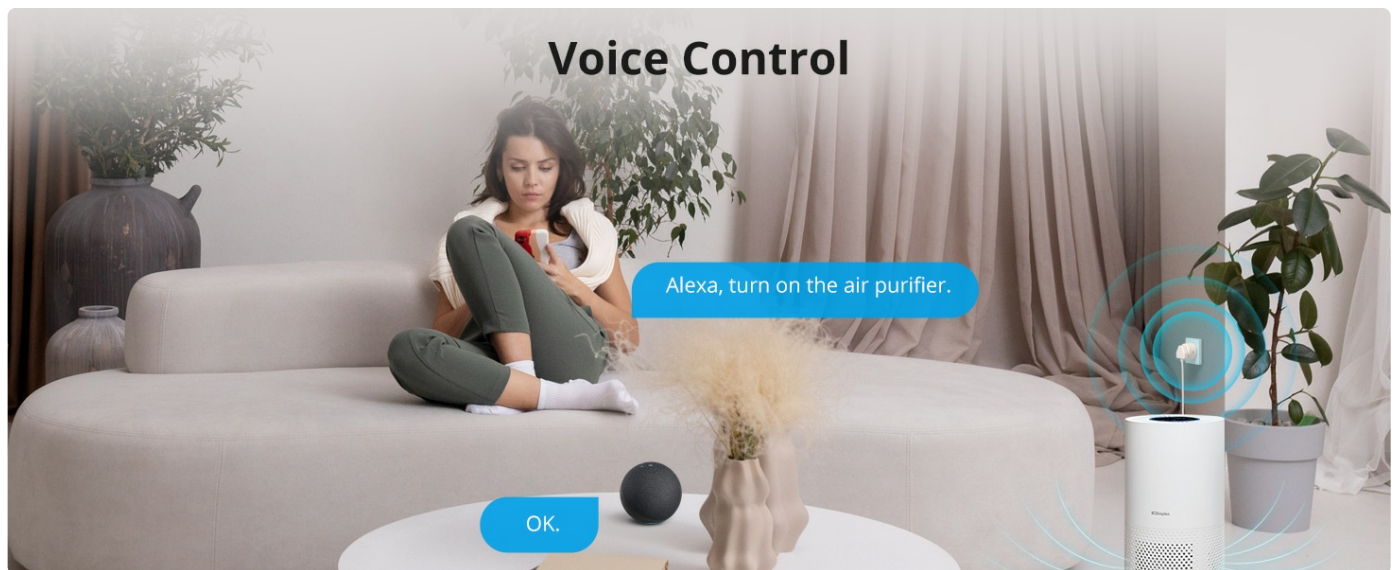 Voice Control
Alexa, turn on the air purifier.
OK.